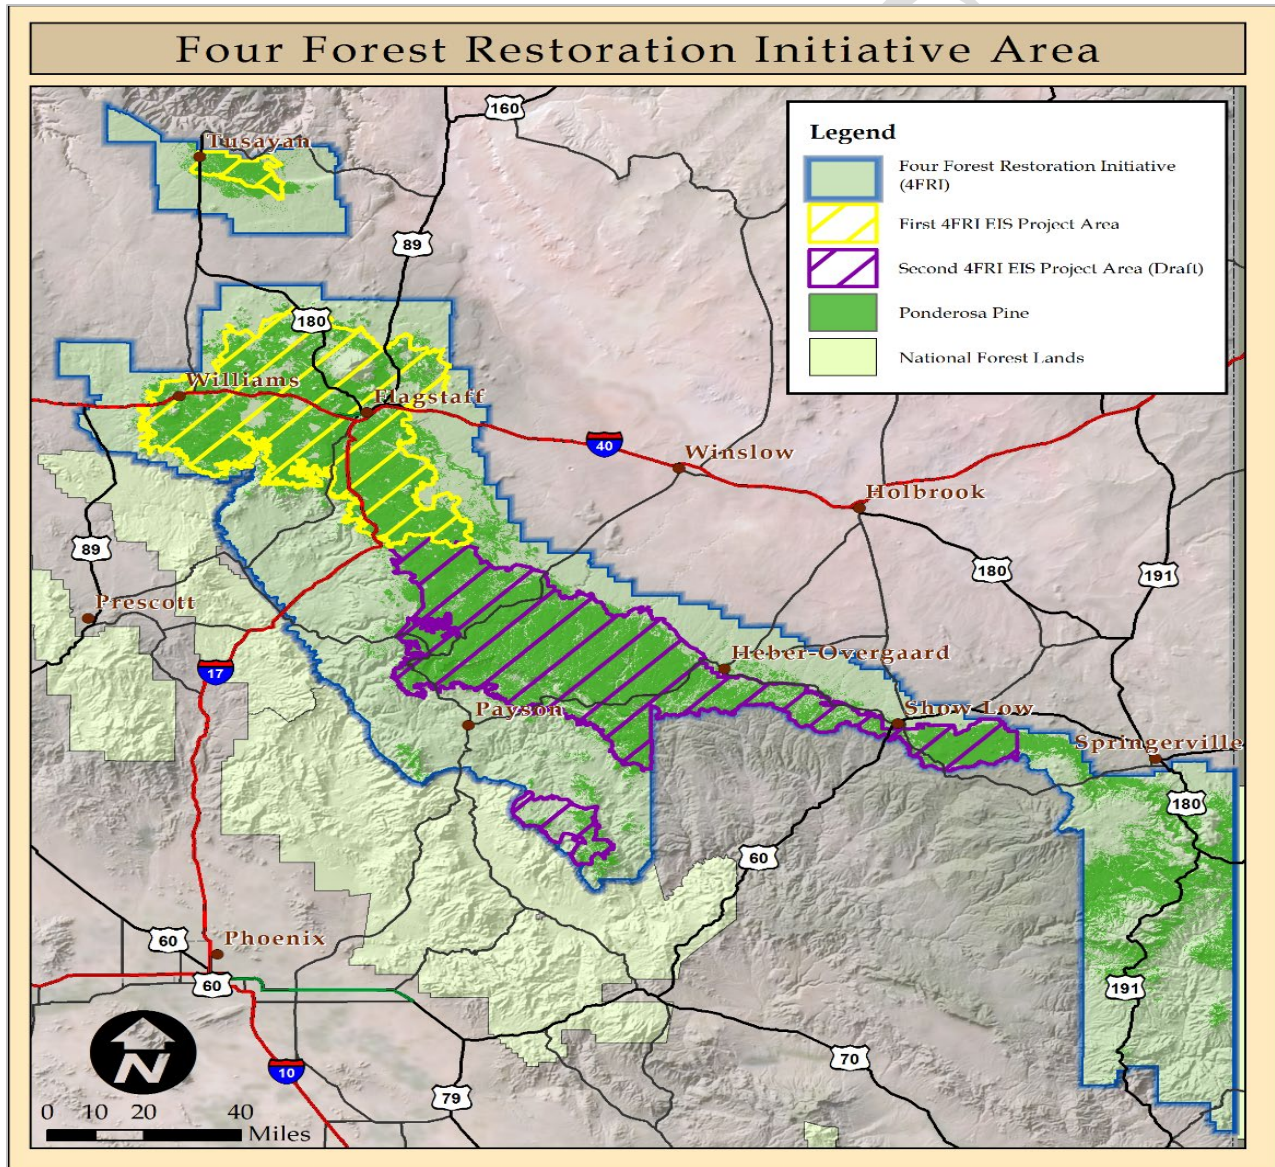 Four Forest Restoration Initiative Area
160
Legend
Four Forest Restoration Initiative
(4FRI)
First 4FRI EIS Project Area
Second 4FRI EIS Project Area (Draft)
Ponderosa Pine
National Forest Lands
Tusayan
89
180
Williams
Flagstaff
40
Winslow
Holbrook
89
180
191
Prescott
17
Heber-Overgaard
Payson
Show Low
Springerville
180
60
60
Phoenix
60
191
N
10
70
79
0 10 20 40
Miles